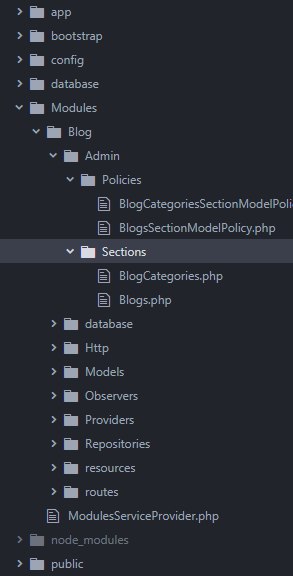 app
bootstrap
config
database
Modules
Blog
Admin
Policies
BlogCategoriesSectionModelPoli
BlogsSectionModelPolicy.php
Sections
BlogCategories.php
Blogs.php
database
Http
Models
Observers
Providers
Repositories
resources
routes
ModulesServiceProvider.php
node_modules
public